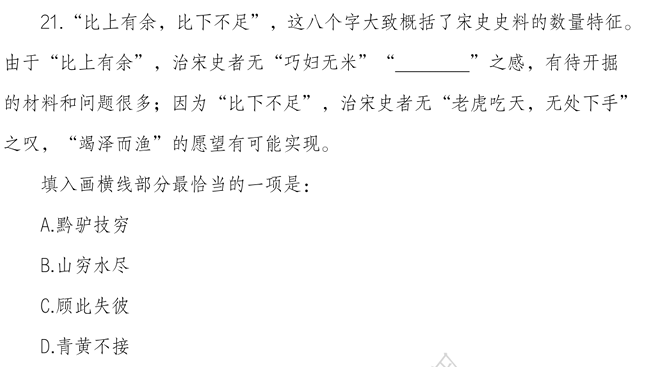 21.“比上有余，比下不足”，这八个字大致概括了宋史史料的数量特征。
由于“比上有余”，治宋史者无“巧妇无米”“________”之感，有待开掘
的材料和问题很多；因为“比下不足”，治宋史者无“老虎吃天，无处下手”
之叹，“竭泽而渔”的愿望有可能实现。
填入画横线部分最恰当的一项是：
A.黔驴技穷
B.山穷水尽
C.顾此失彼
D.青黄不接